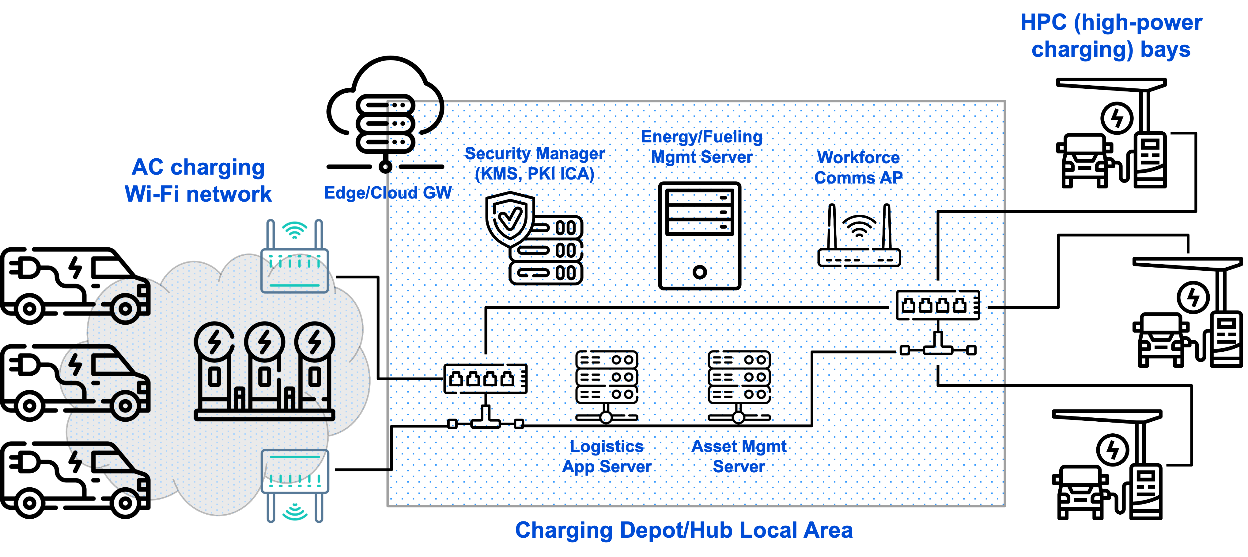 HPC (high-power
charging) bays
AC charging
Wi-Fi network
Edge/Cloud GW
Security Manager
(KMS, PKI ICA)
Energy/Fueling
Mgmt Server
Workforce
Comms AP
Logistics
App Server
Asset Mgmt
Server
Charging Depot/Hub Local Area